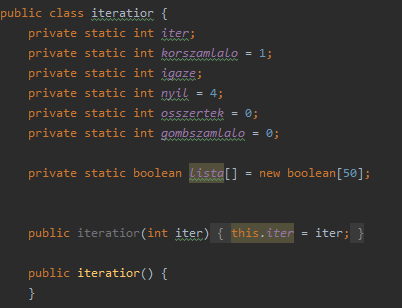 public class iteratior {
private static int iter;
private static int korszamlalo = 1;
private static int igaze;
private static int nyil = 4;
private static int osszertek = 0;
private static int gombszamlalo = 0;
private static boolean lista[] = new boolean[50];
public iteratior(int iter) { this.iter = iter; }
public iteratior() {
}